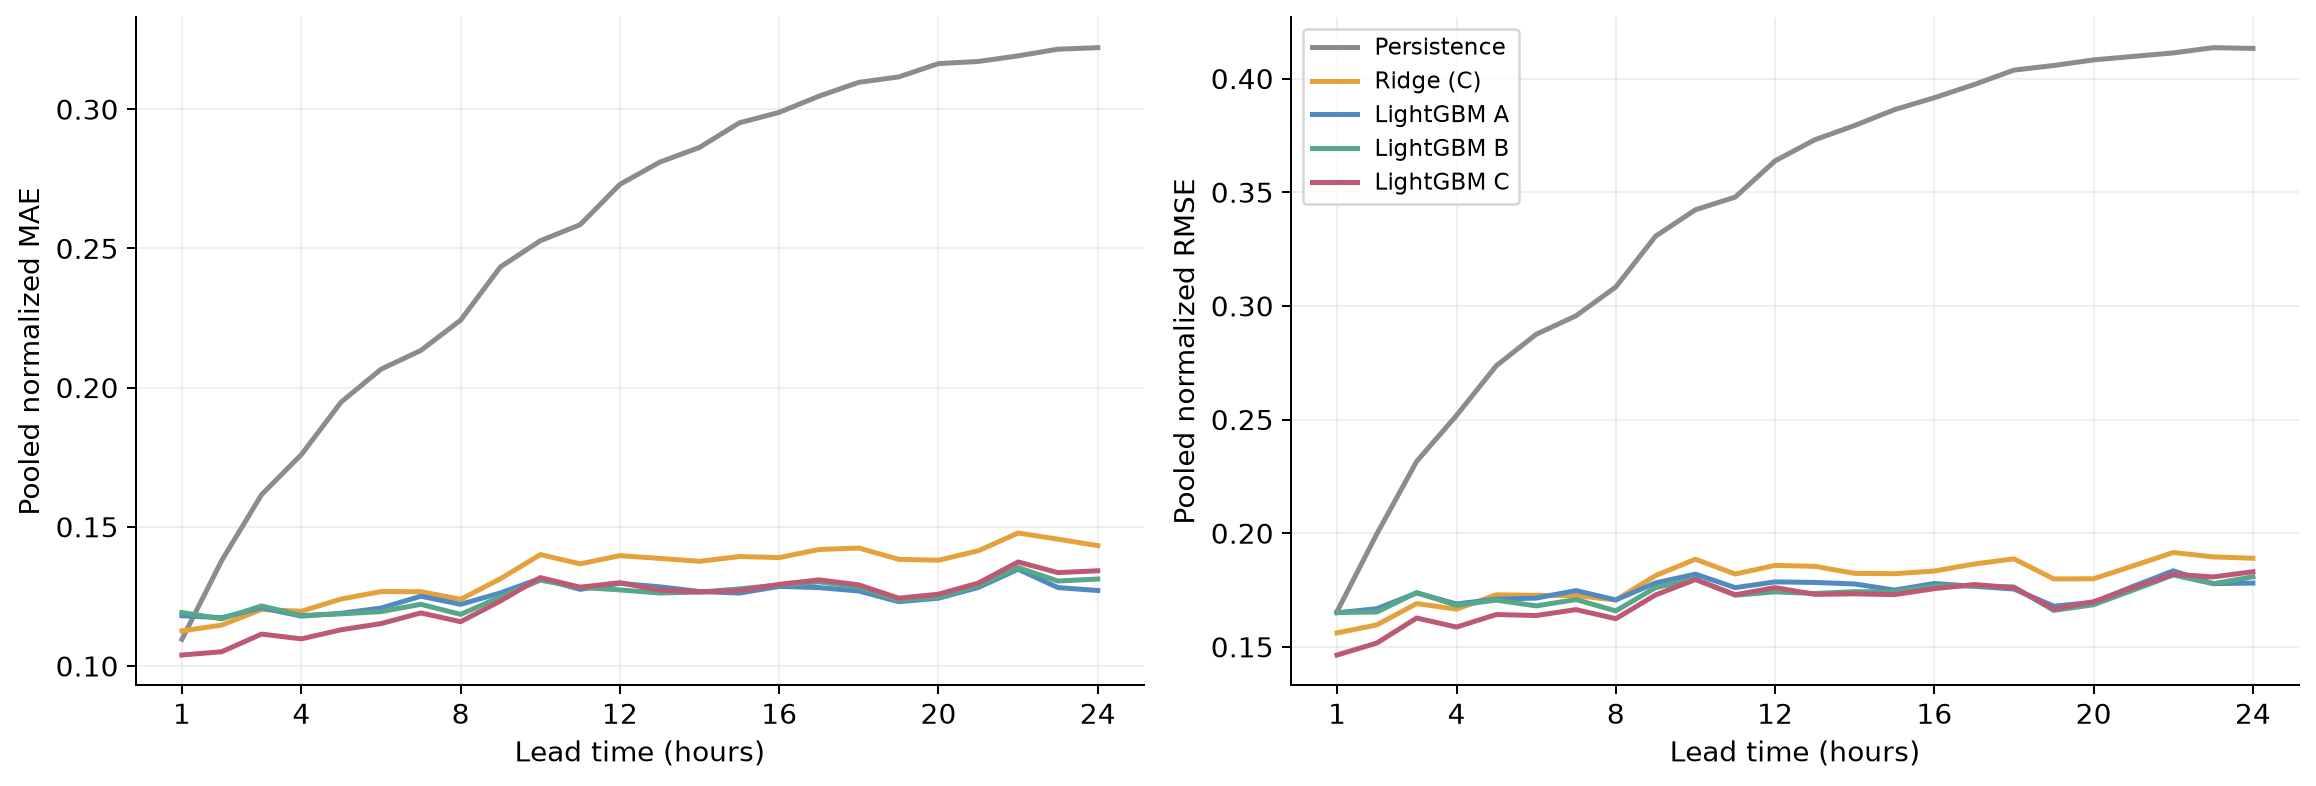 Pooled normalized MAE
0.30
0.25
0.20
0.15
0.10
1 4 8 12 16 20 24
Lead time (hours)
Pooled normalized RMSE
0.40
0.35
0.30
0.25
0.20
0.15
Persistence
Ridge (C)
LightGBM A
LightGBM B
LightGBM C
1 4 8 12 16 20 24
Lead time (hours)